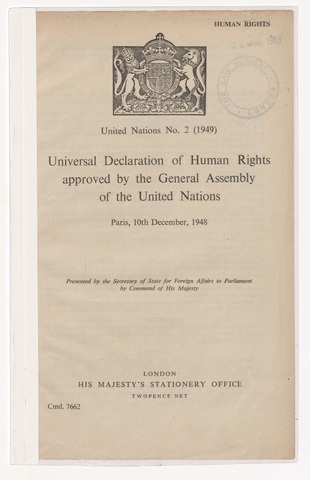 HUMAN RIGHTS
United Nations No. 2 (1949)
Universal Declaration of Human Rights
approved by the General Assembly
of the United Nations
Paris, 10th December, 1948
Presented by the Secretary of State for Foreign Affairs to Parliament
by Command of His Majesty
LONDON
HIS MAJESTY'S STATIONERY OFFICE
TWOPENCE NET
Cmd. 7662